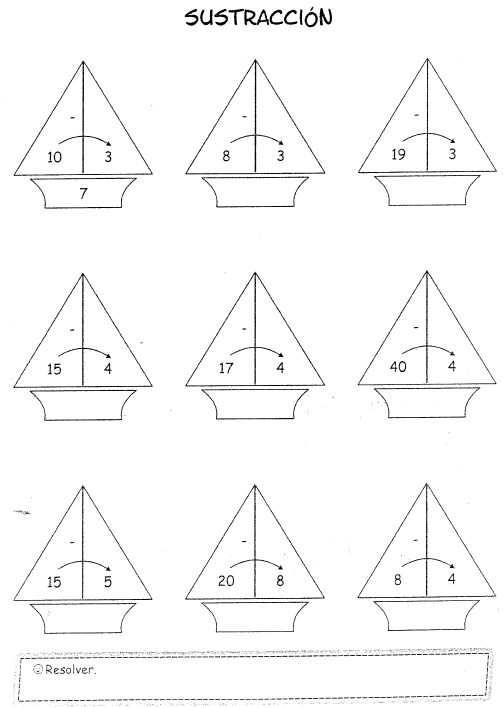 SUSTRACCIÓN
- - -
10 3 8 3 19 3
7
- - -
15 4 17 4 40 4
- - -
15 5 20 8 8 4
Resolver.